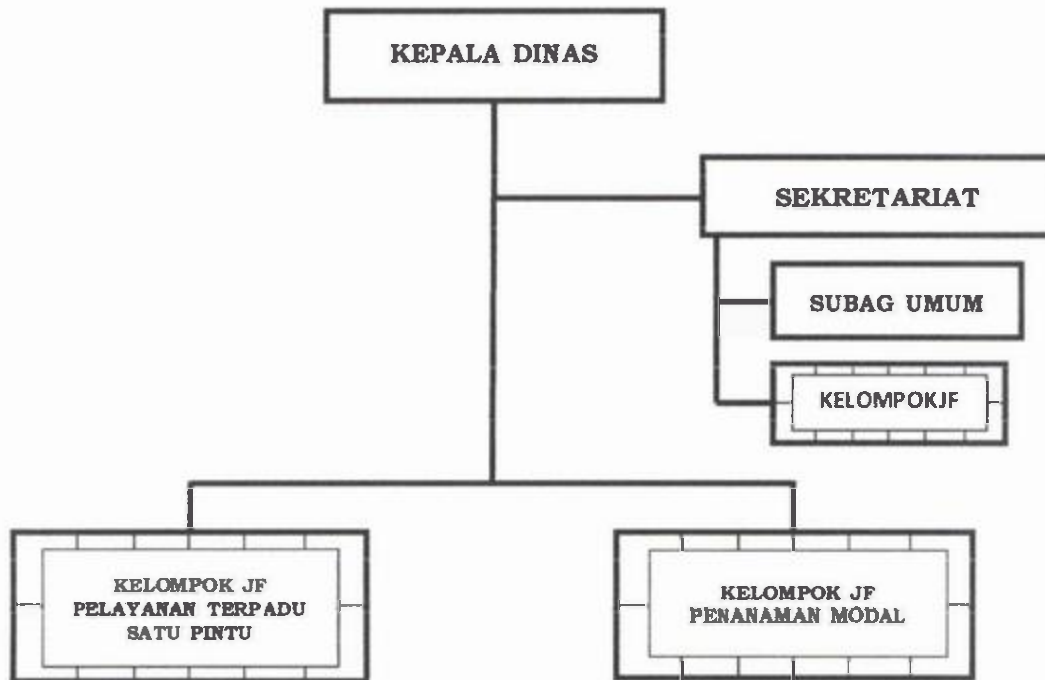 KEPALA DINAS
SEKRETARIAT
SUBAG UMUM
KELOMPOKJF
KELOMPOK JF
PELAYANAN TERPADU
SATU PINTU
KELOMPOK JF
PENANAMAN MODAL